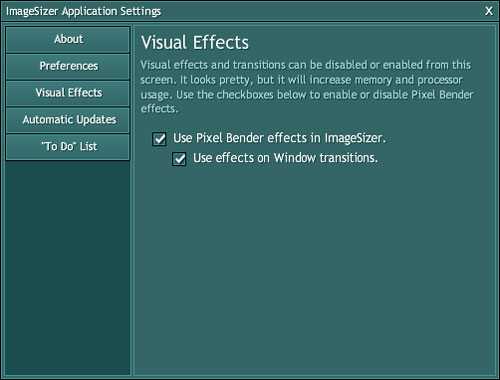 ImageSizer Application Settings X
About
Preferences
Visual Effects
Automatic Updates
"To Do" List
Visual Effects
Visual effects and transitions can be disabled or enabled from this
screen. It looks pretty, but it will increase memory and processor
usage. Use the checkboxes below to enable or disable Pixel Bender
effects.
Use Pixel Bender effects in ImageSizer.
Use effects on Window transitions.